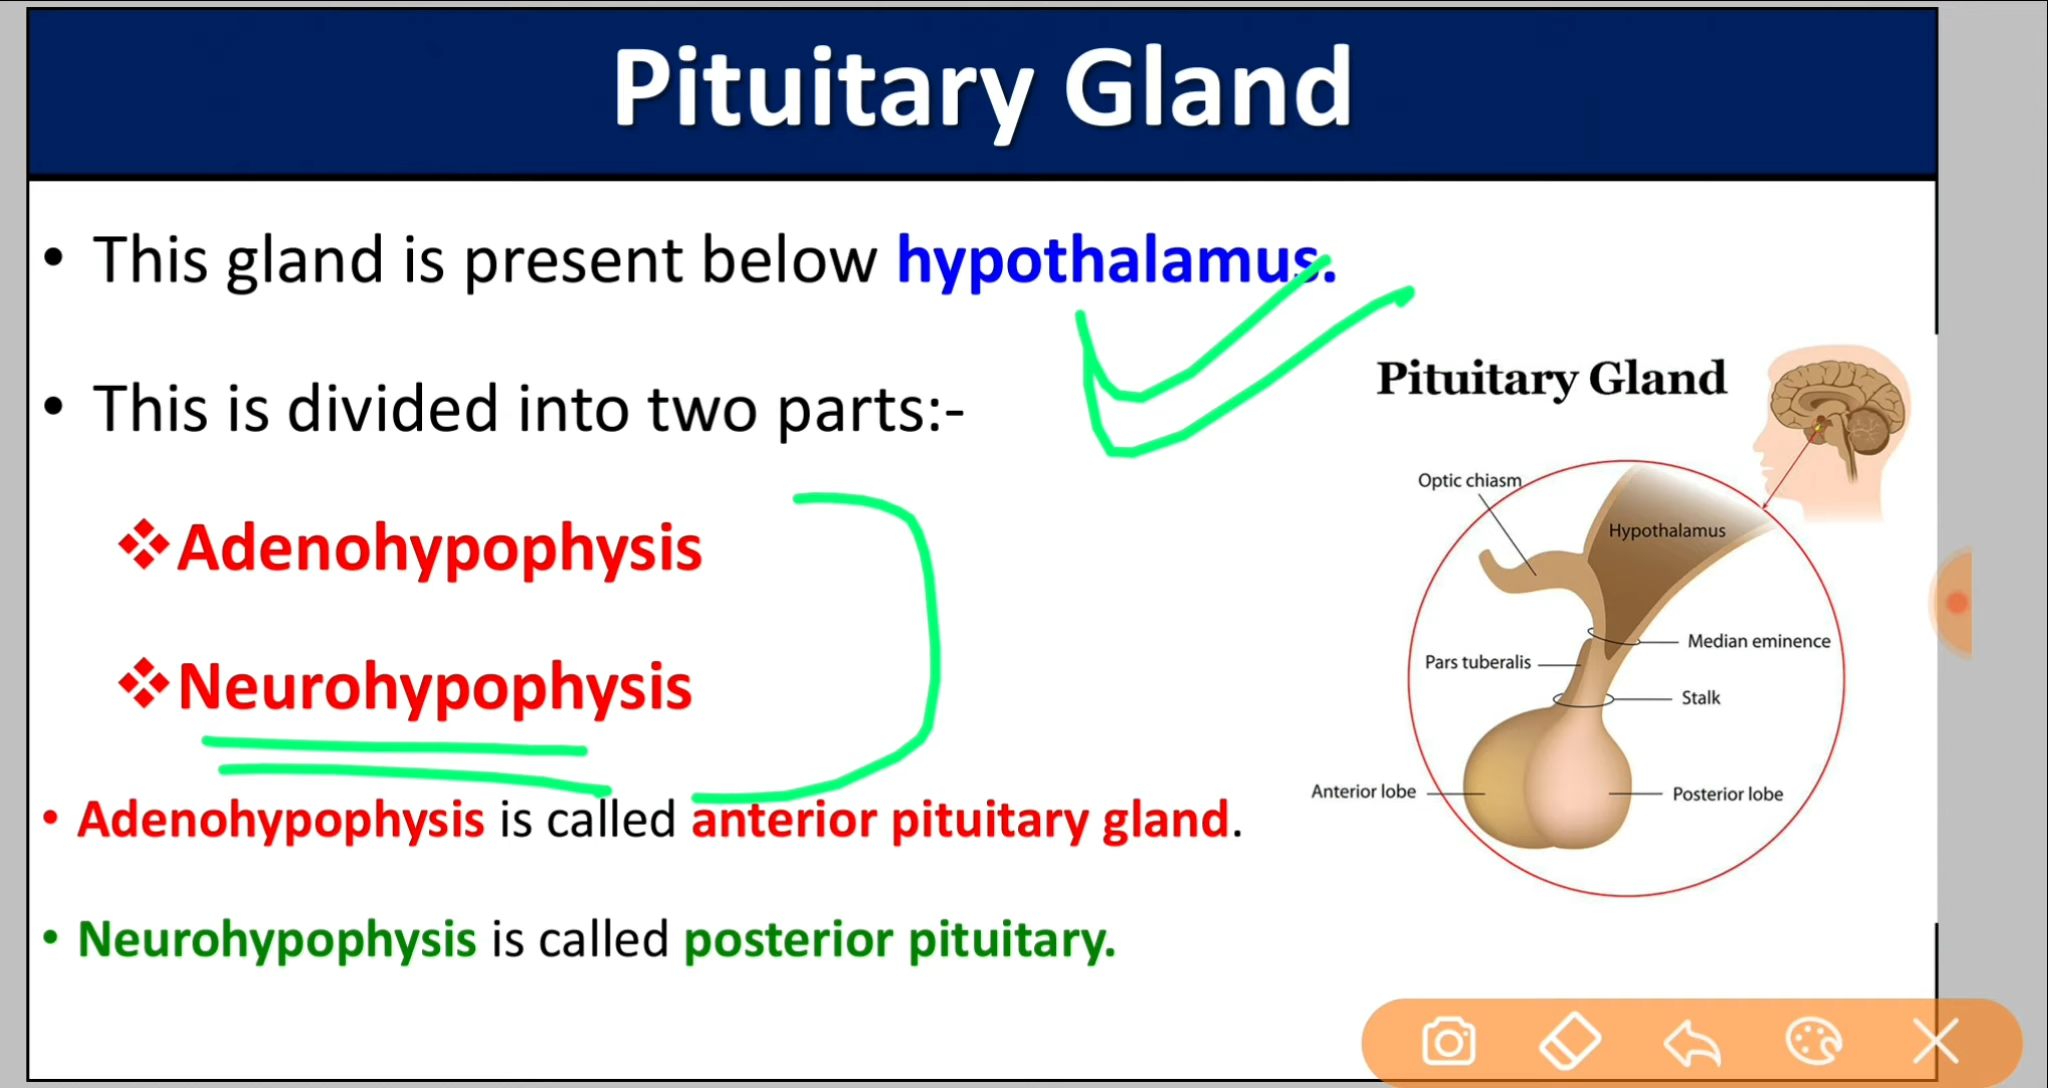 Pituitary Gland
• This gland is present below hypothalamus.
• This is divided into two parts:-
❖Adenohypophysis
❖Neurohypophysis
• Adenohypophysis is called anterior pituitary gland.
• Neurohypophysis is called posterior pituitary.
Pituitary Gland
Optic chiasm
Hypothalamus
Median eminence
Pars tuberalis
Stalk
Anterior lobe
Posterior lobe